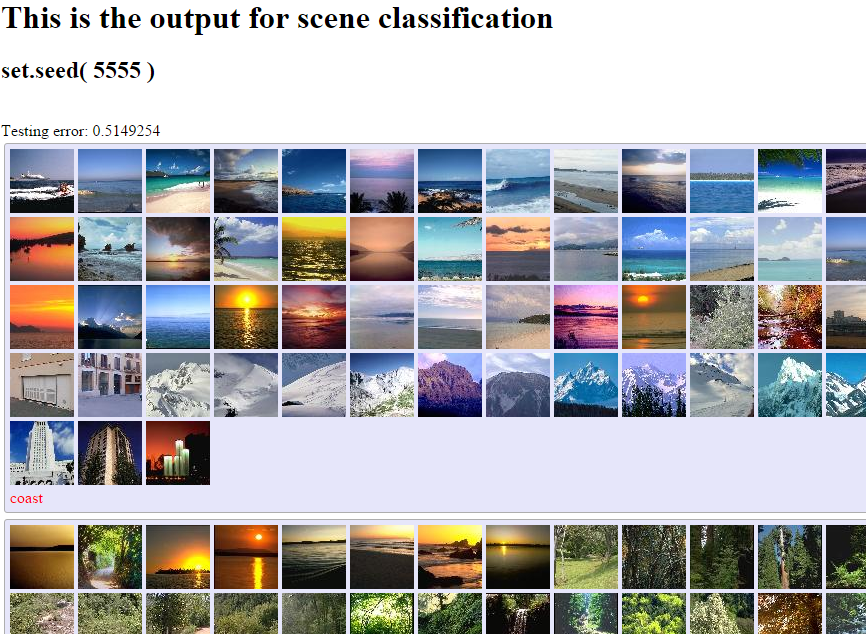 This is the output for scene classification
set.seed( 5555 )
Testing error: 0.5149254
coast